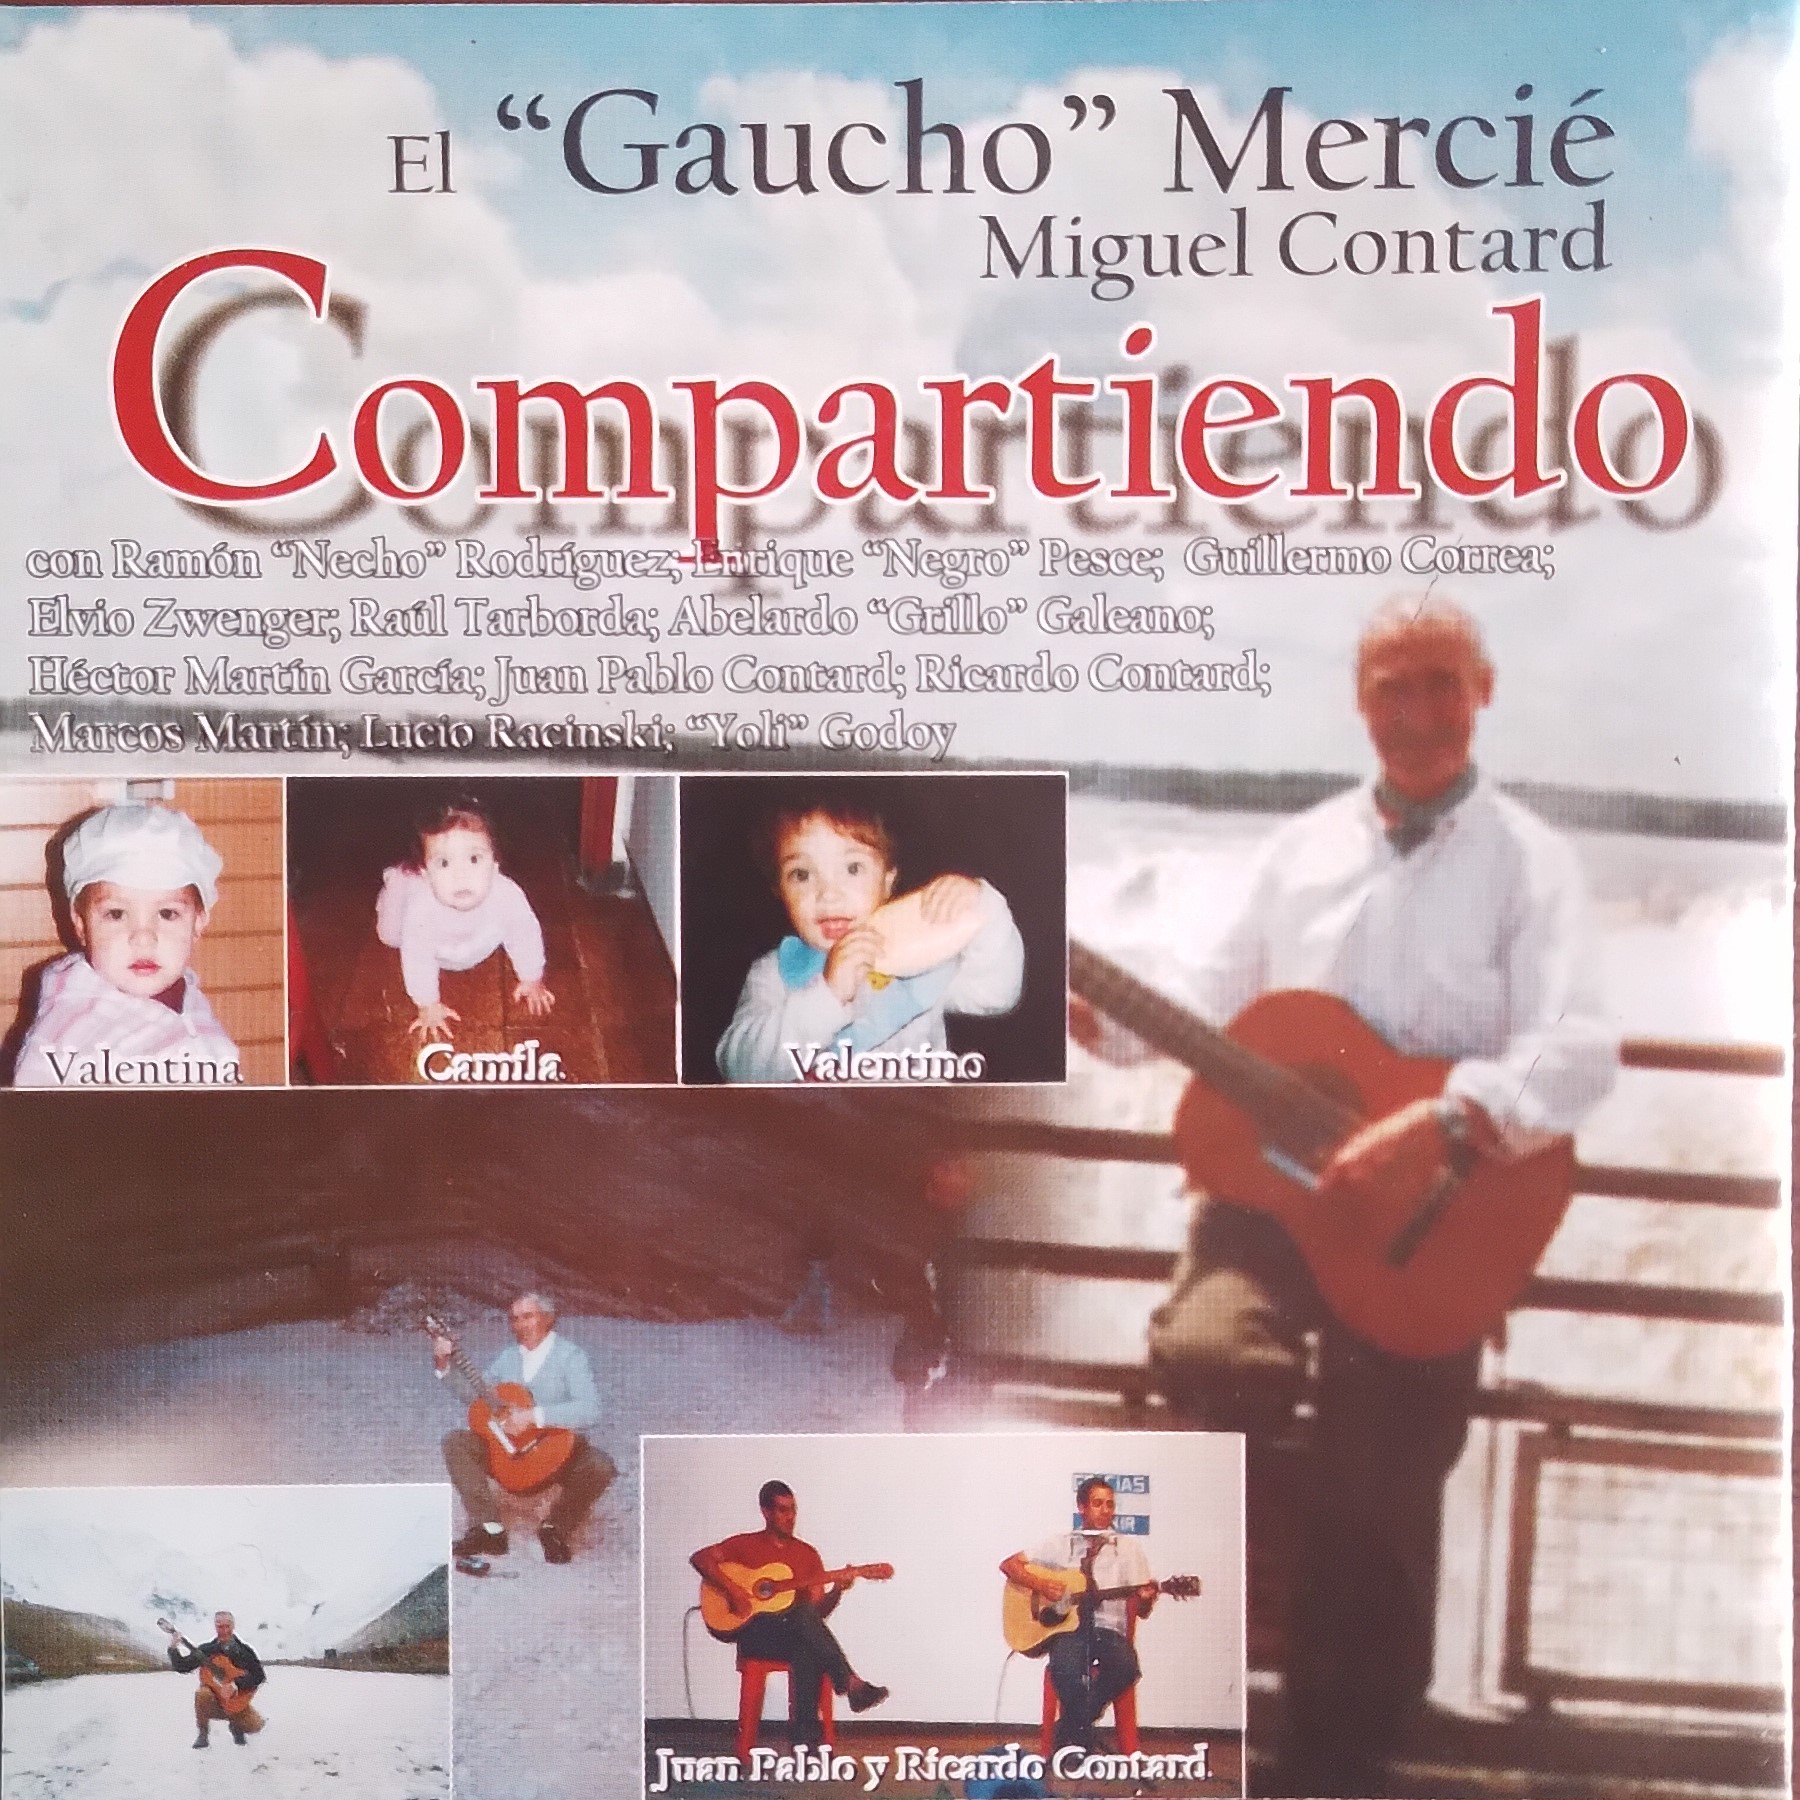 El “Gaucho” Mercié
Miguel Contard
Compartiendo
con Ramón “Necho” Rodríguez; Enrique “Negro” Pesce; Guillermo Correa;
Elvio Zwenger; Raúl Tarborda; Abelardo “Grillo” Galeano;
Héctor Martín García; Juan Pablo Contard; Ricardo Contard;
Marcos Martín; Lucio Racinski; “Yoli” Godoy
Valentina
Camila
Valentino
Juan Pablo y Ricardo Contard